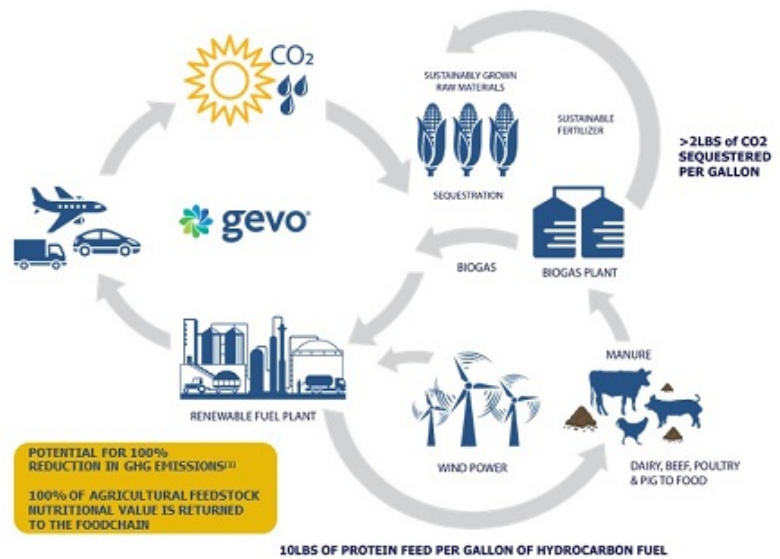 CO₂
SUSTAINABLY GROWN
RAW MATERIALS
SUSTAINABLE
FERTILIZER
>2LBS of CO2
SEQUESTERED
PER GALLON
SEQUESTRATION
gevo®
BIOGAS
BIOGAS PLANT
MANURE
RENEWABLE FUEL PLANT
WIND POWER
DAIRY, BEEF, POULTRY
& PIG TO FOOD
POTENTIAL FOR 100%
REDUCTION IN GHG EMISSIONS⁽¹⁾
100% OF AGRICULTURAL FEEDSTOCK
NUTRITIONAL VALUE IS RETURNED
TO THE FOODCHAIN
10LBS OF PROTEIN FEED PER GALLON OF HYDROCARBON FUEL